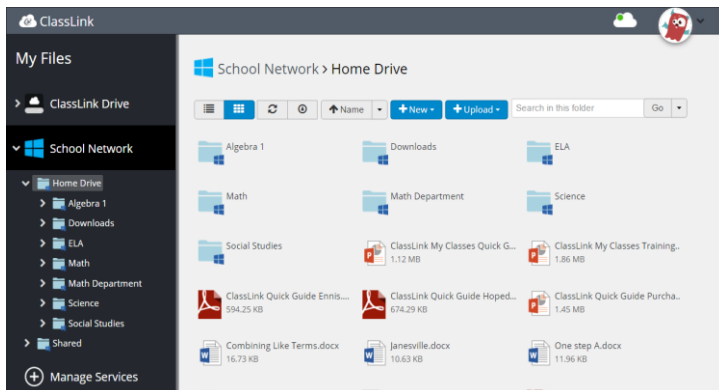 ClassLink
My Files
ClassLink Drive
School Network
Home Drive
Algebra 1
Downloads
ELA
Math
Math Department
Science
Social Studies
Shared
Manage Services
School Network > Home Drive
Name
+New
+Upload
Search in this folder
Go
Algebra 1
Downloads
ELA
Math
Math Department
Science
Social Studies
ClassLink My Classes Quick G...
1.12 MB
ClassLink My Classes Training..
1.86 MB
ClassLink Quick Guide Ennis....
594.25 KB
ClassLink Quick Guide Hoped...
674.29 KB
ClassLink Quick Guide Purcha..
1.45 MB
Combining Like Terms.docx
16.73 KB
Janesville.docx
10.63 KB
One step A.docx
11.96 KB